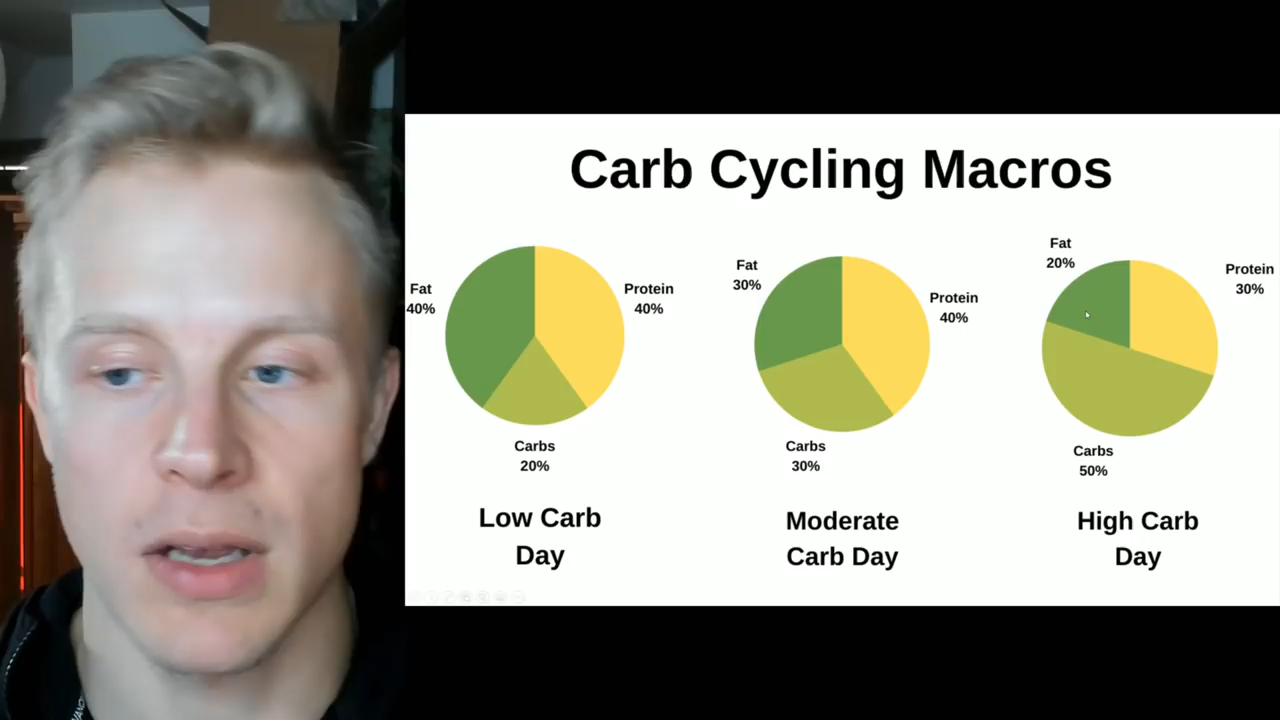 Carb Cycling Macros
Fat
40%
Protein
40%
Carbs
20%
Low Carb
Day
Fat
30%
Protein
40%
Carbs
30%
Moderate
Carb Day
Fat
20%
Protein
30%
Carbs
50%
High Carb
Day